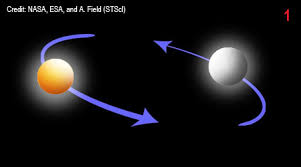 Credit: NASA, ESA, and A. Field (STScI)
1